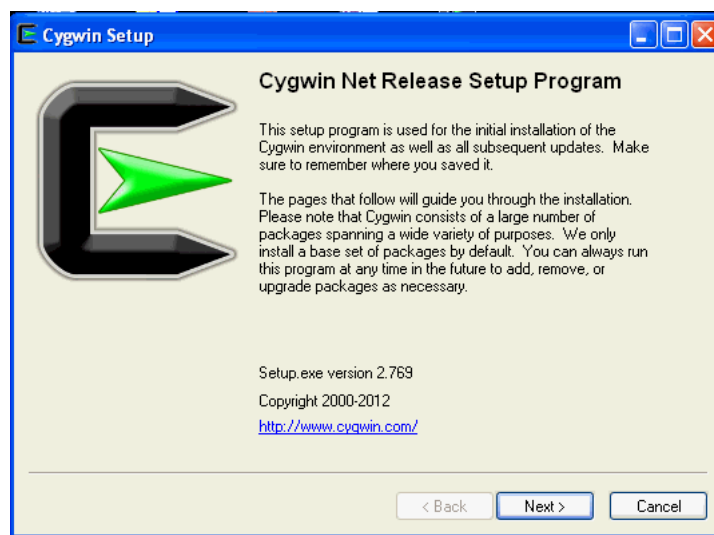 Cygwin Setup
Cygwin Net Release Setup Program
This setup program is used for the initial installation of the
Cygwin environment as well as all subsequent updates. Make
sure to remember where you saved it.
The pages that follow will guide you through the installation.
Please note that Cygwin consists of a large number of
packages spanning a wide variety of purposes. We only
install a base set of packages by default. You can always run
this program at any time in the future to add, remove, or
upgrade packages as necessary.
Setup.exe version 2.769
Copyright 2000-2012
http://www.cygwin.com/
< Back Next > Cancel